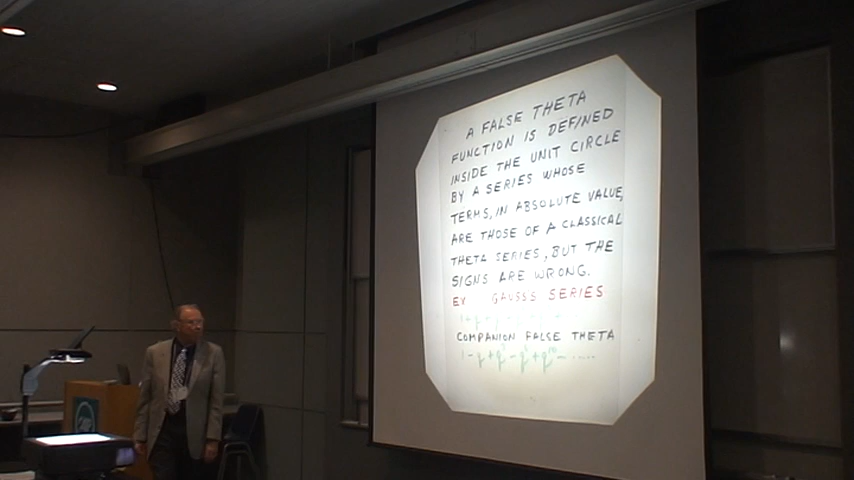 A FALSE THETA
FUNCTION IS DEFINED
INSIDE THE UNIT CIRCLE
BY A SERIES WHOSE
TERMS, IN ABSOLUTE VALUE,
ARE THOSE OF A CLASSICAL
THETA SERIES, BUT THE
SIGNS ARE WRONG.
EX GAUSS'S SERIES
COMPANION FALSE THETA